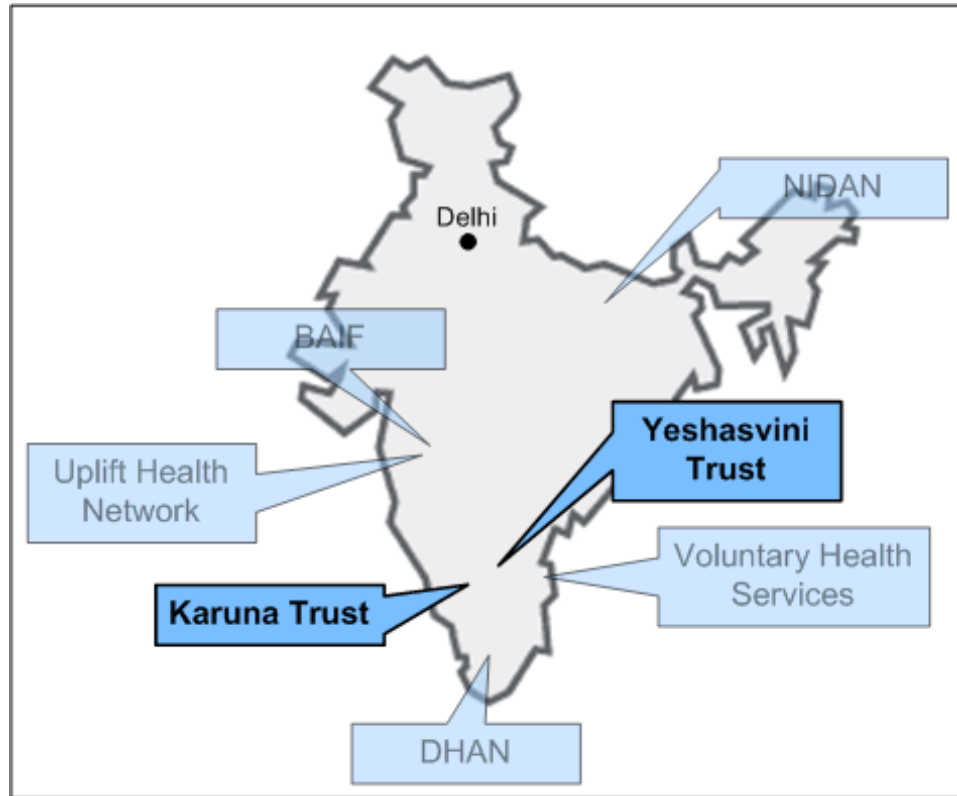 NIDAN
Delhi
BAIF
Yeshasvini
Trust
Uplift Health
Network
Voluntary Health
Services
Karuna Trust
DHAN